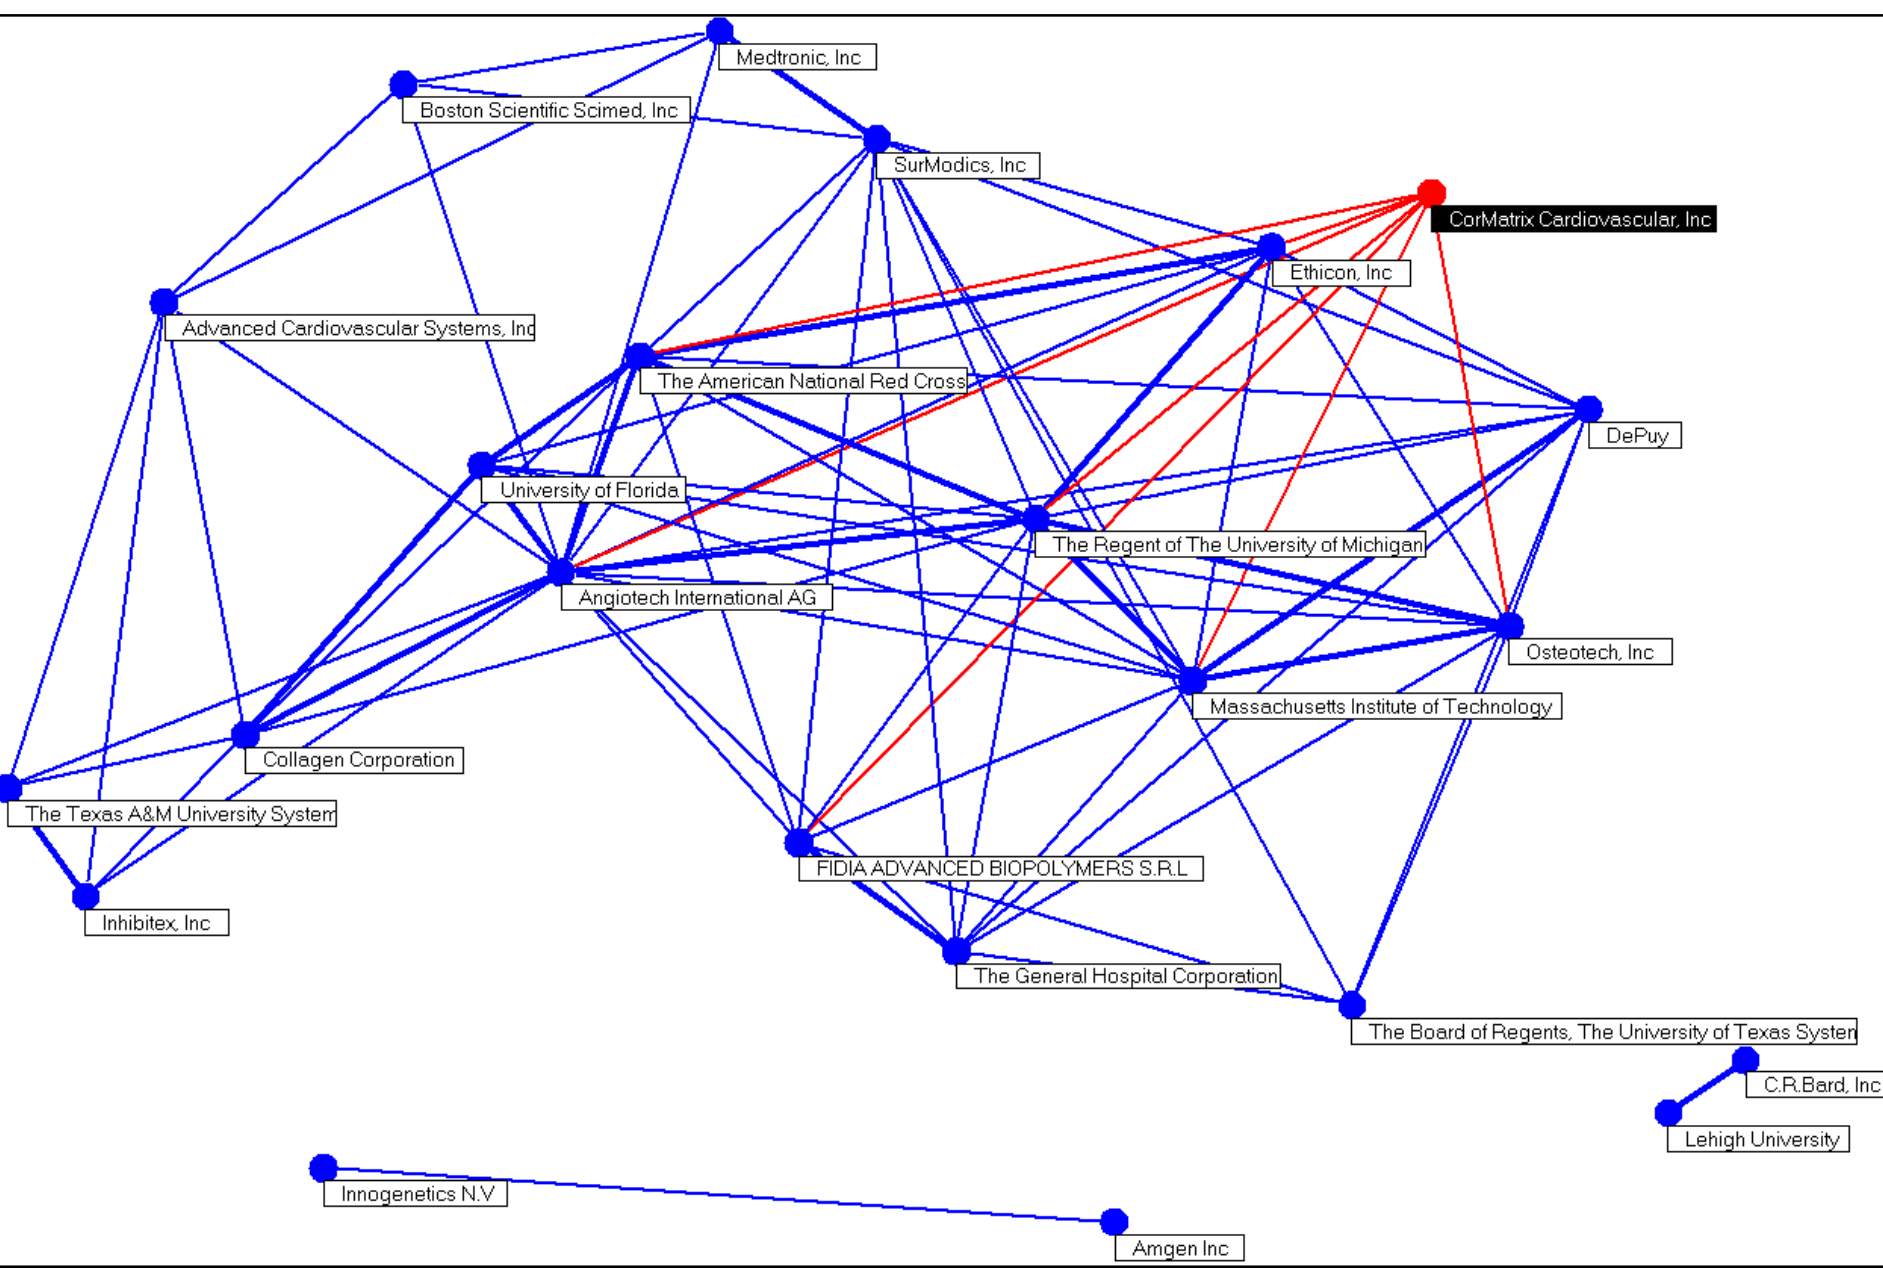 Medtronic, Inc
Boston Scientific Scimed, Inc
SurModics, Inc
CorMatrix Cardiovascular, Inc
Ethicon, Inc
Advanced Cardiovascular Systems, Inc
The American National Red Cross
DePuy
University of Florida
The Regent of The University of Michigan
Angiotech International AG
Osteotech, Inc
Massachusetts Institute of Technology
Collagen Corporation
The Texas A&M University System
FIDIA ADVANCED BIOPOLYMERS S.R.L
Inhibitex, Inc
The General Hospital Corporation
The Board of Regents, The University of Texas System
C.R.Bard, Inc
Lehigh University
Innogenetics N.V
Amgen Inc